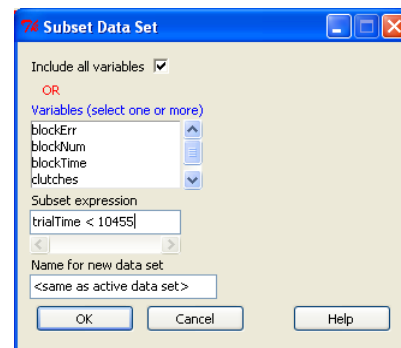 Subset Data Set
Include all variables
OR
Variables (select one or more)
blockErr
blockNum
blockTime
clutches
Subset expression
trialTime < 10455
Name for new data set
<same as active data set>
OK Cancel Help